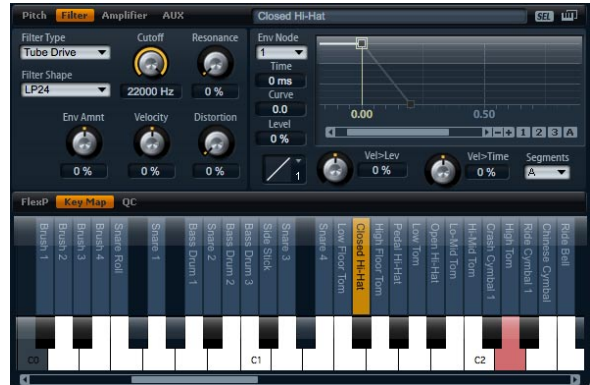 Pitch Filter Amplifier AUX
Closed Hi-Hat
SEL
Filter Type
Tube Drive
Cutoff
22000 Hz
Resonance
0 %
Filter Shape
LP24
Env Amnt
0 %
Velocity
0 %
Distortion
0 %
Env Node
1
Time
0 ms
Curve
0.0
Level
0 %
1
0.00 0.50
1 2 3 A
Vel>Lev
0 %
Vel>Time
0 %
Segments
A
FlexP Key Map QC
Brush 1
Brush 2
Brush 3
Brush 4
Snare Roll
Snare 1
Bass Drum 1
Snare 2
Bass Drum 2
Bass Drum 3
Side Stick
Snare 3
Snare 4
Low Floor Tom
Closed Hi-Hat
High Floor Tom
Pedal Hi-Hat
Low Tom
Open Hi-Hat
Lo-Mid Tom
Hi-Mid Tom
Crash Cymbal 1
High Tom
Ride Cymbal 1
Chinese Cymbal
Ride Bell
C0 C1 C2